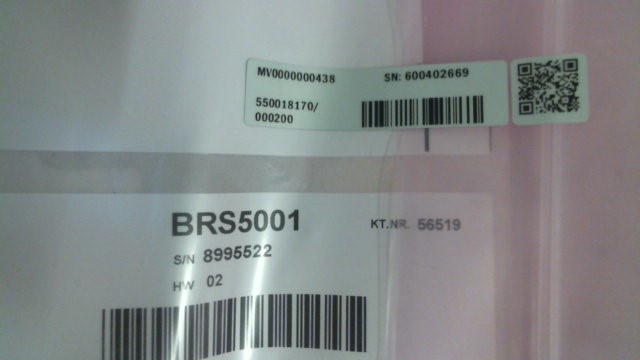 MV0000000438 SN: 600402669
550018170/
000200
BRS5001 KT.NR. 56519
S/N 8995522
HW 02